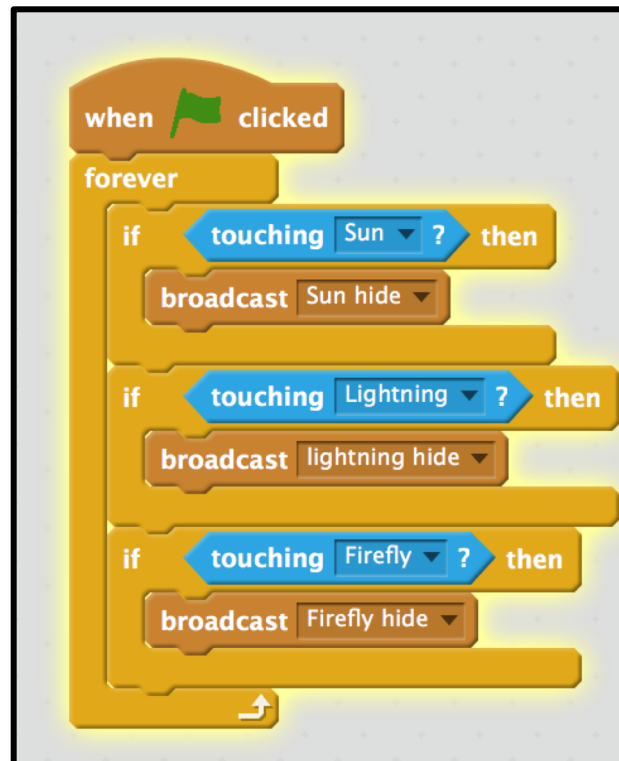 when clicked
forever
if touching Sun ? then
broadcast Sun hide
if touching Lightning ? then
broadcast lightning hide
if touching Firefly ? then
broadcast Firefly hide